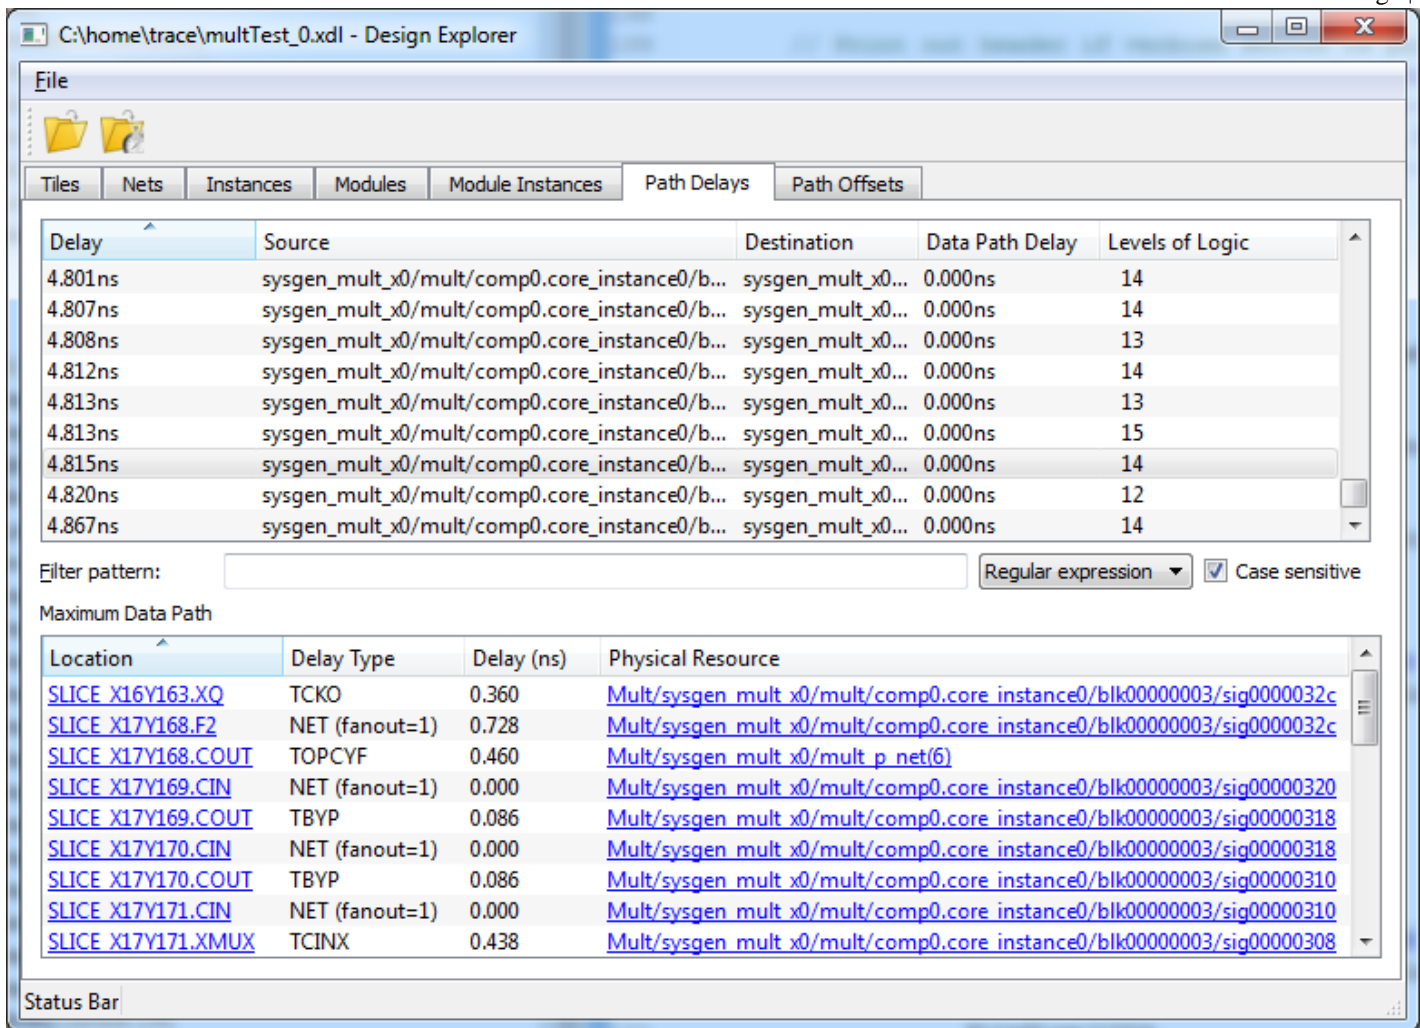 C:\home\trace\multTest_0.xdl - Design Explorer
File
Tiles Nets Instances Modules Module Instances Path Delays Path Offsets
Delay Source Destination Data Path Delay Levels of Logic
4.801ns sysgen_mult_x0/mult/comp0.core_instance0/b... sysgen_mult_x0... 0.000ns 14
4.807ns sysgen_mult_x0/mult/comp0.core_instance0/b... sysgen_mult_x0... 0.000ns 14
4.808ns sysgen_mult_x0/mult/comp0.core_instance0/b... sysgen_mult_x0... 0.000ns 13
4.812ns sysgen_mult_x0/mult/comp0.core_instance0/b... sysgen_mult_x0... 0.000ns 14
4.813ns sysgen_mult_x0/mult/comp0.core_instance0/b... sysgen_mult_x0... 0.000ns 13
4.813ns sysgen_mult_x0/mult/comp0.core_instance0/b... sysgen_mult_x0... 0.000ns 15
4.815ns sysgen_mult_x0/mult/comp0.core_instance0/b... sysgen_mult_x0... 0.000ns 14
4.820ns sysgen_mult_x0/mult/comp0.core_instance0/b... sysgen_mult_x0... 0.000ns 12
4.867ns sysgen_mult_x0/mult/comp0.core_instance0/b... sysgen_mult_x0... 0.000ns 14
Filter pattern: Regular expression Case sensitive
Maximum Data Path
Location Delay Type Delay (ns) Physical Resource
SLICE_X16Y163.XQ TCKO 0.360 Mult/sysgen_mult_x0/mult/comp0.core_instance0/blk00000003/sig0000032c
SLICE_X17Y168.F2 NET (fanout=1) 0.728 Mult/sysgen_mult_x0/mult/comp0.core_instance0/blk00000003/sig0000032c
SLICE_X17Y168.COUT TOPCYF 0.460 Mult/sysgen_mult_x0/mult_p_net(6)
SLICE_X17Y169.CIN NET (fanout=1) 0.000 Mult/sysgen_mult_x0/mult/comp0.core_instance0/blk00000003/sig00000320
SLICE_X17Y169.COUT TBYP 0.086 Mult/sysgen_mult_x0/mult/comp0.core_instance0/blk00000003/sig00000318
SLICE_X17Y170.CIN NET (fanout=1) 0.000 Mult/sysgen_mult_x0/mult/comp0.core_instance0/blk00000003/sig00000318
SLICE_X17Y170.COUT TBYP 0.086 Mult/sysgen_mult_x0/mult/comp0.core_instance0/blk00000003/sig00000310
SLICE_X17Y171.CIN NET (fanout=1) 0.000 Mult/sysgen_mult_x0/mult/comp0.core_instance0/blk00000003/sig00000310
SLICE_X17Y171.XMUX TCINX 0.438 Mult/sysgen_mult_x0/mult/comp0.core_instance0/blk00000003/sig00000308
Status Bar